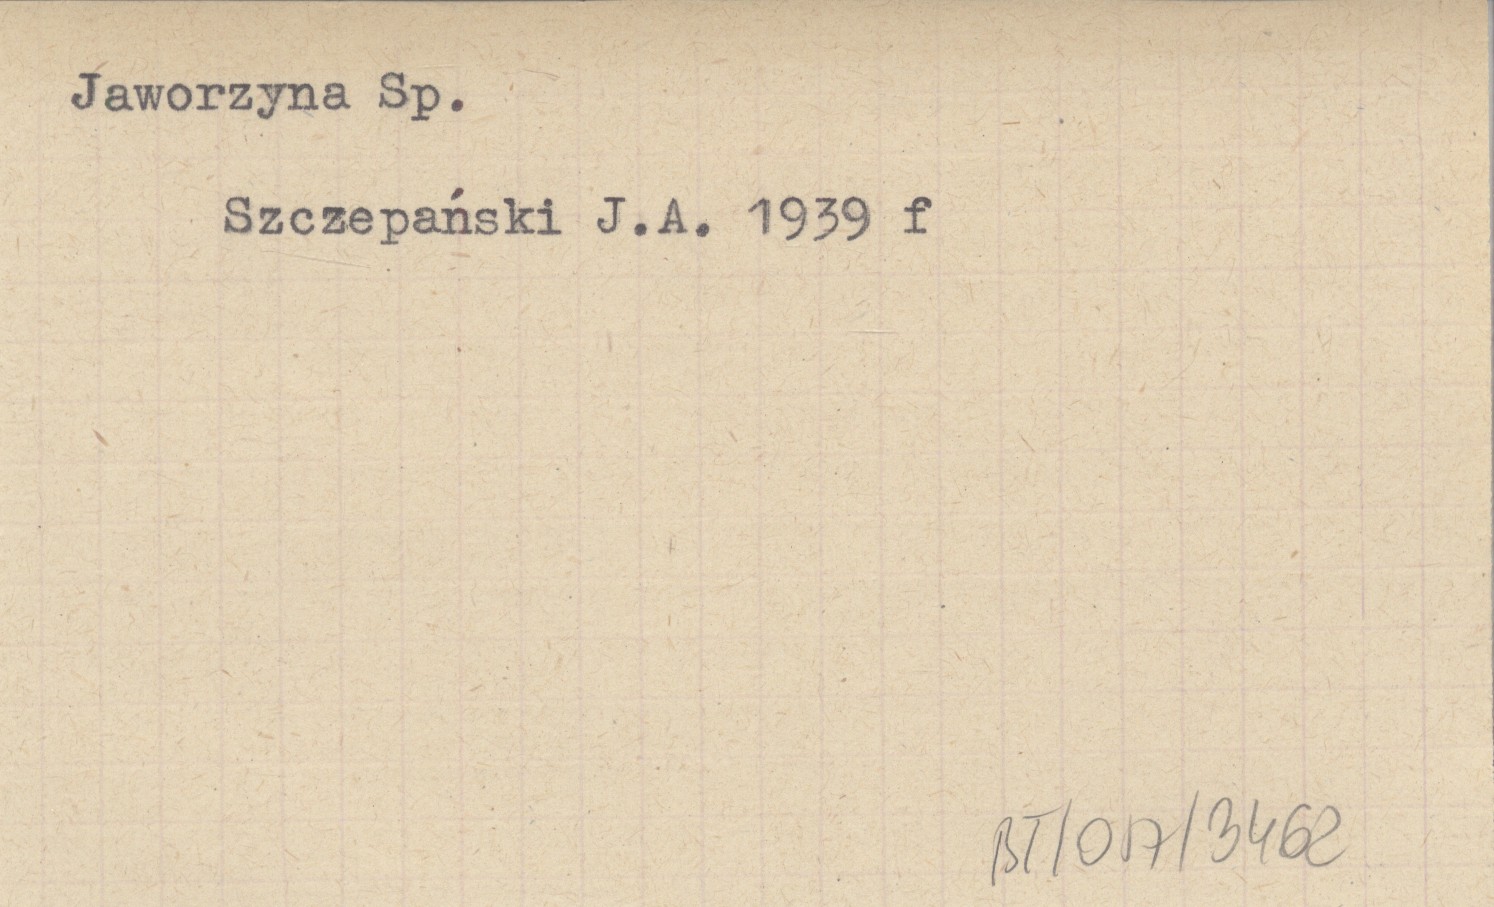 Jaworzyna Sp.
Szczepański J.A. 1939 f
BT/017/3462